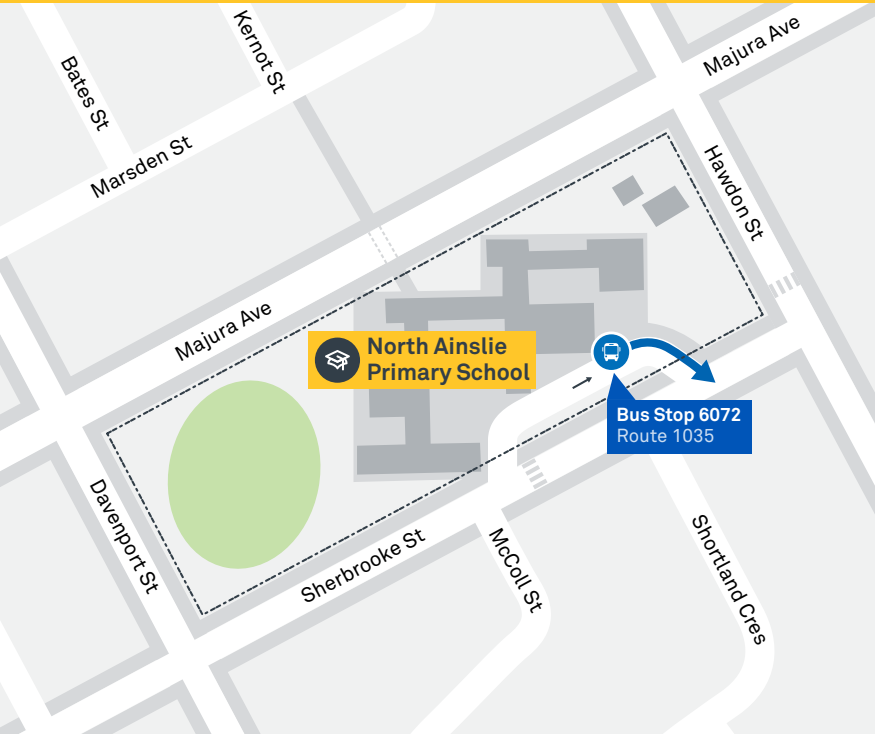 Kernot St
Majura Ave
Bates St
Marsden St
Hawdon St
Majura Ave
North Ainslie
Primary School
Bus Stop 6072
Route 1035
Davenport St
Sherbrooke St
McColl St
Shortland Cres